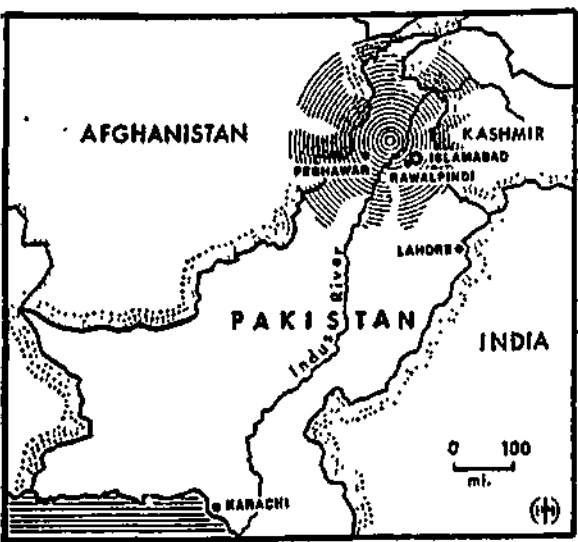 AFGHANISTAN
KASHMIR
ISLAMABAD
PESHAWAR
RAWALPINDI
LAHORE
Indus River
PAKISTAN
INDIA
0 100
mi.
KARACHI